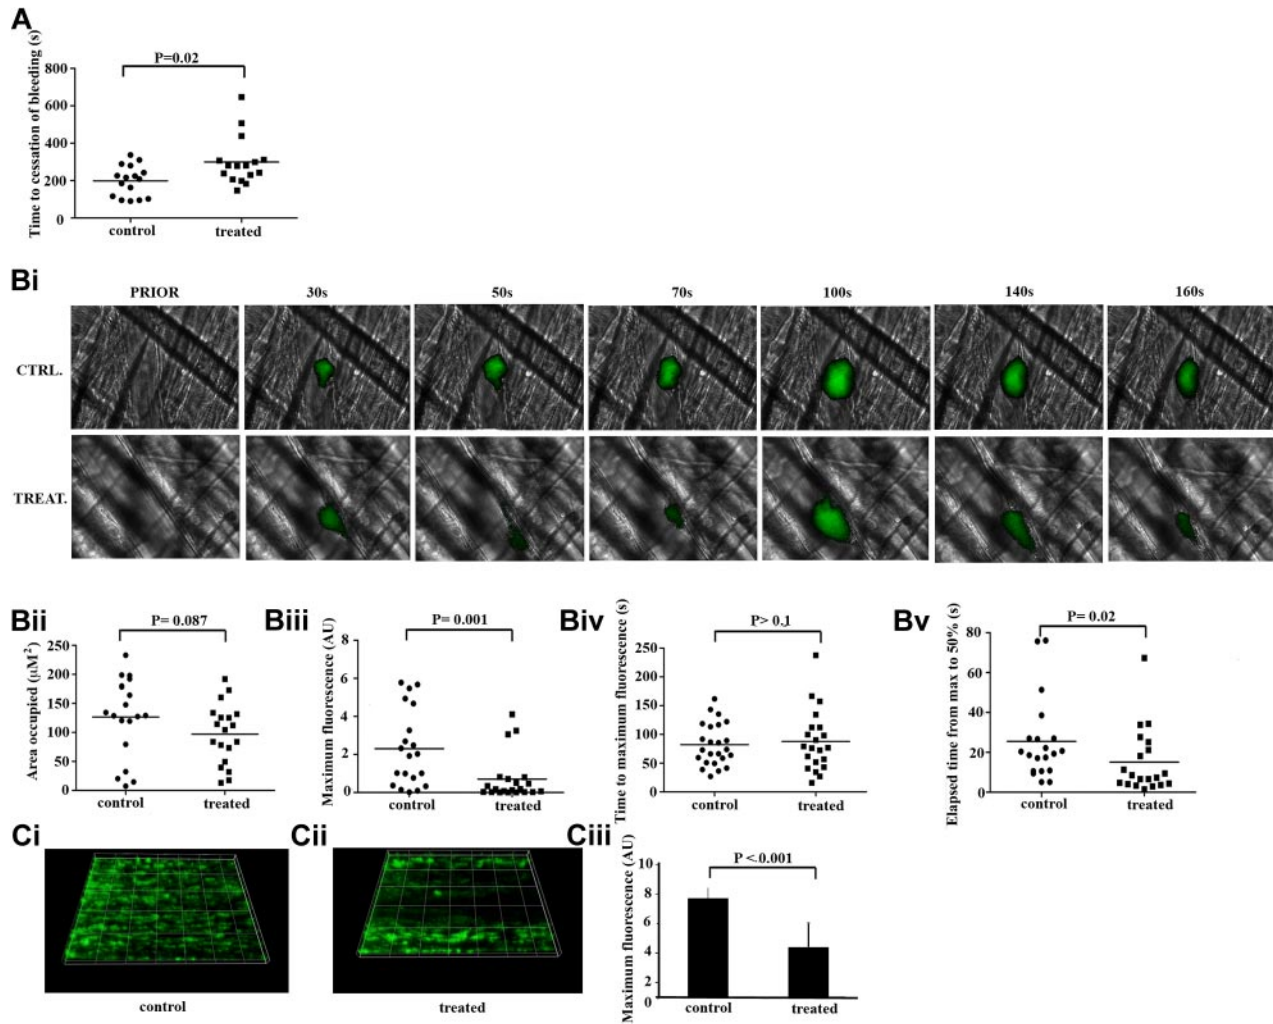 A
Time to cessation of bleeding (s)
P=0.02
800
600
400
200
0
control treated
Bi
PRIOR 30s 50s 70s 100s 140s 160s
CTRL.
TREAT.
Bii
Area occupied (µM²)
P= 0.087
250
200
150
100
50
0
control treated
Biii
Maximum fluorescence (AU)
P= 0.001
8
6
4
2
0
control treated
Biv
Time to maximum fluorescence (s)
P> 0.1
250
200
150
100
50
0
control treated
Bv
Elapsed time from max to 50% (s)
P= 0.02
80
60
40
20
0
control treated
Ci
control
Cii
treated
Ciii
Maximum fluorescence (AU)
P <.0.001
10
8
6
4
2
0
control treated